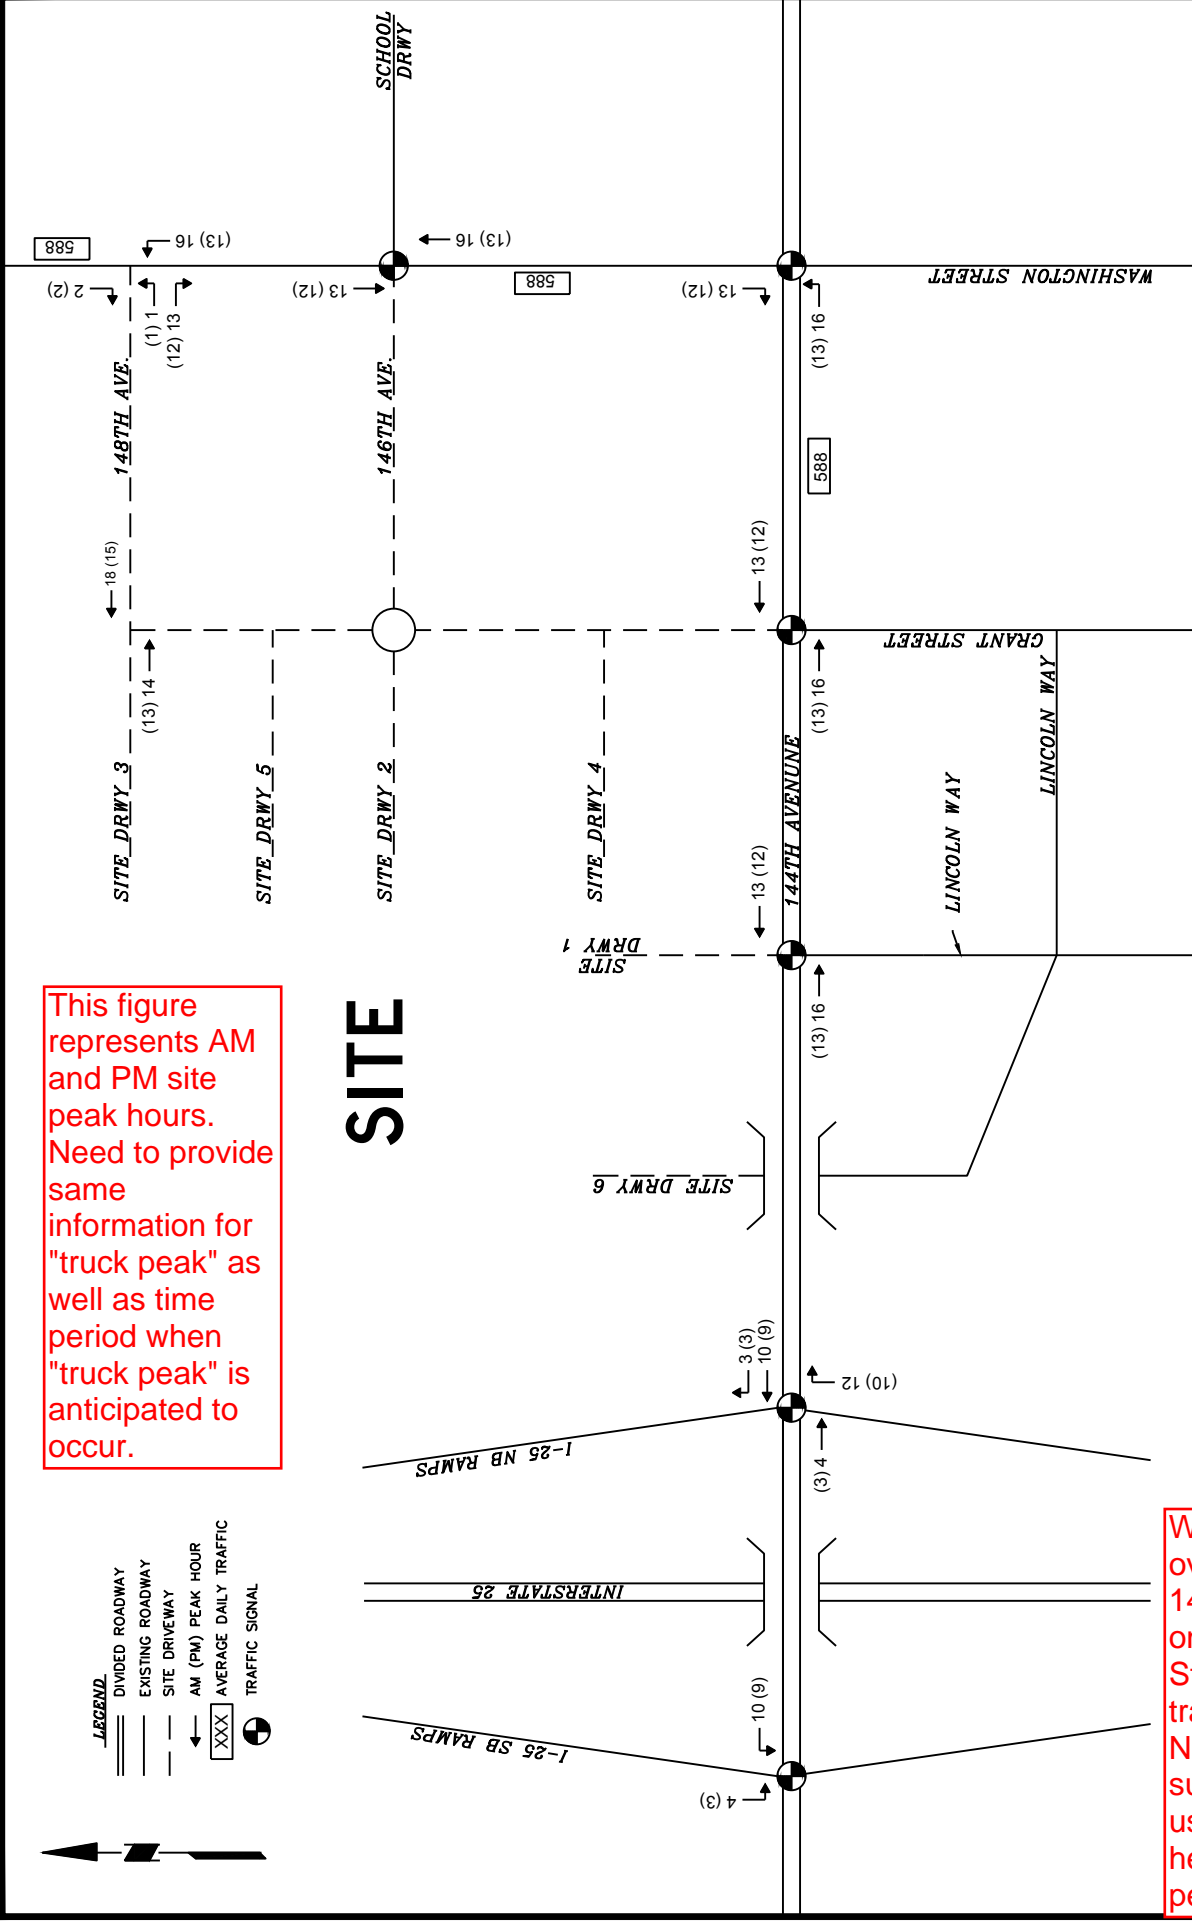 SCHOOL
DRWY
588
16 (13)
2 (2)
(1) 1
(12) 13
13 (12)
16 (13)
588
13 (12)
WASHINGTON STREET
(13) 16
148TH AVE.
146TH AVE.
588
18 (15)
13 (12)
(13) 14
GRANT STREET
(13) 16
SITE DRWY 3
SITE DRWY 5
SITE DRWY 2
SITE DRWY 4
144TH AVENUNE
LINCOLN WAY
LINCOLN WAY
13 (12)
SITE
DRWY 1
(13) 16
This figure
represents AM
and PM site
peak hours.
Need to provide
same
information for
"truck peak" as
well as time
period when
"truck peak" is
anticipated to
occur.
SITE
SITE DRWY 6
3 (3)
10 (9)
12 (10)
(3) 4
I-25 NB RAMPS
INTERSTATE 25
I-25 SB RAMPS
10 (9)
4 (3)
LEGEND
DIVIDED ROADWAY
EXISTING ROADWAY
SITE DRIVEWAY
AM (PM) PEAK HOUR
XXX AVERAGE DAILY TRAFFIC
TRAFFIC SIGNAL
N